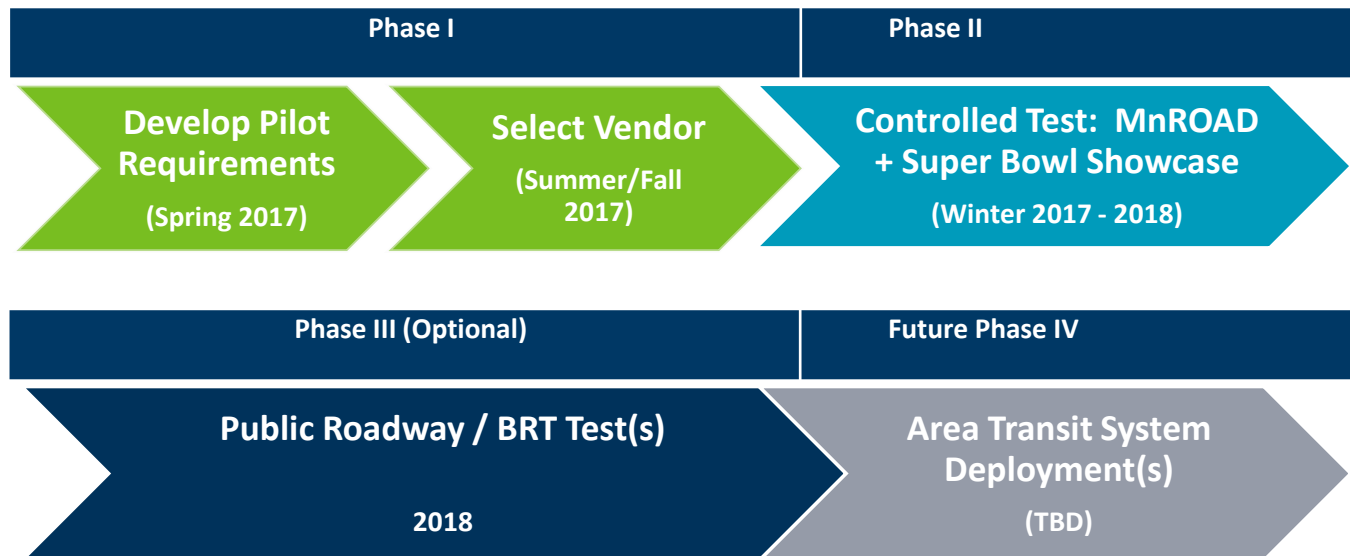 Phase I
Phase II
Develop Pilot
Requirements
(Spring 2017)
Select Vendor
(Summer/Fall
2017)
Controlled Test: MnROAD
+ Super Bowl Showcase
(Winter 2017 - 2018)
Phase III (Optional)
Future Phase IV
Public Roadway / BRT Test(s)
2018
Area Transit System
Deployment(s)
(TBD)